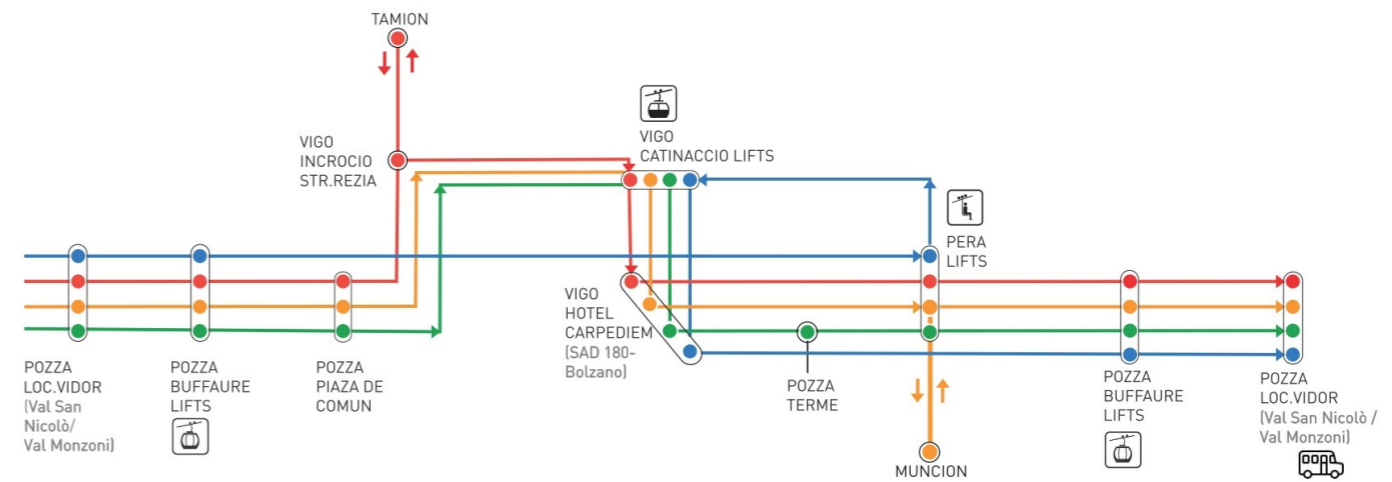 TAMION
VIGO
INCROCIO
STR.REZIA
VIGO
CATINACCIO LIFTS
PERA
LIFTS
VIGO
HOTEL
CARPEDIEM
(SAD 180-
Bolzano)
POZZA
LOC.VIDOR
(Val San
Nicolò/
Val Monzoni)
POZZA
BUFFAURE
LIFTS
POZZA
PIAZA DE
COMUN
POZZA
TERME
MUNCION
POZZA
BUFFAURE
LIFTS
POZZA
LOC.VIDOR
(Val San Nicolò /
Val Monzoni)